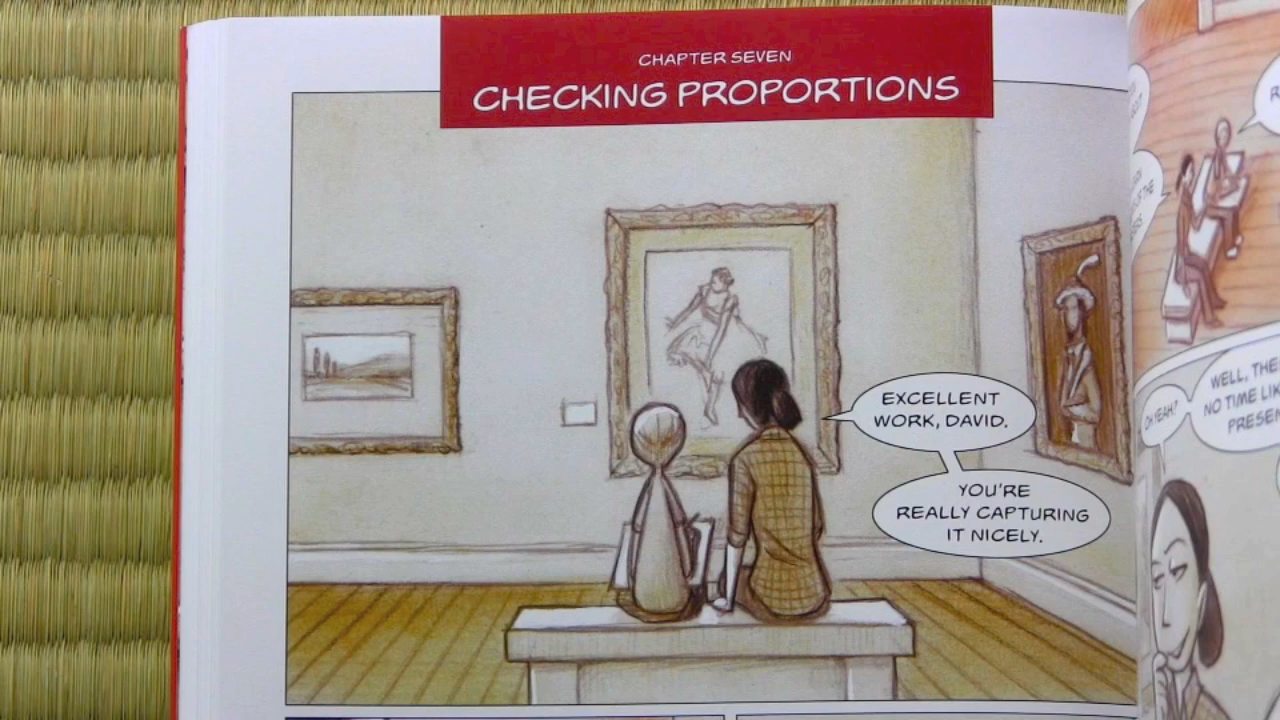 CHAPTER SEVEN
CHECKING PROPORTIONS
EXCELLENT
WORK, DAVID.
YOU'RE
REALLY CAPTURING
IT NICELY.
OH YEAH?
WELL, THE
NO TIME LIK
PRESEN